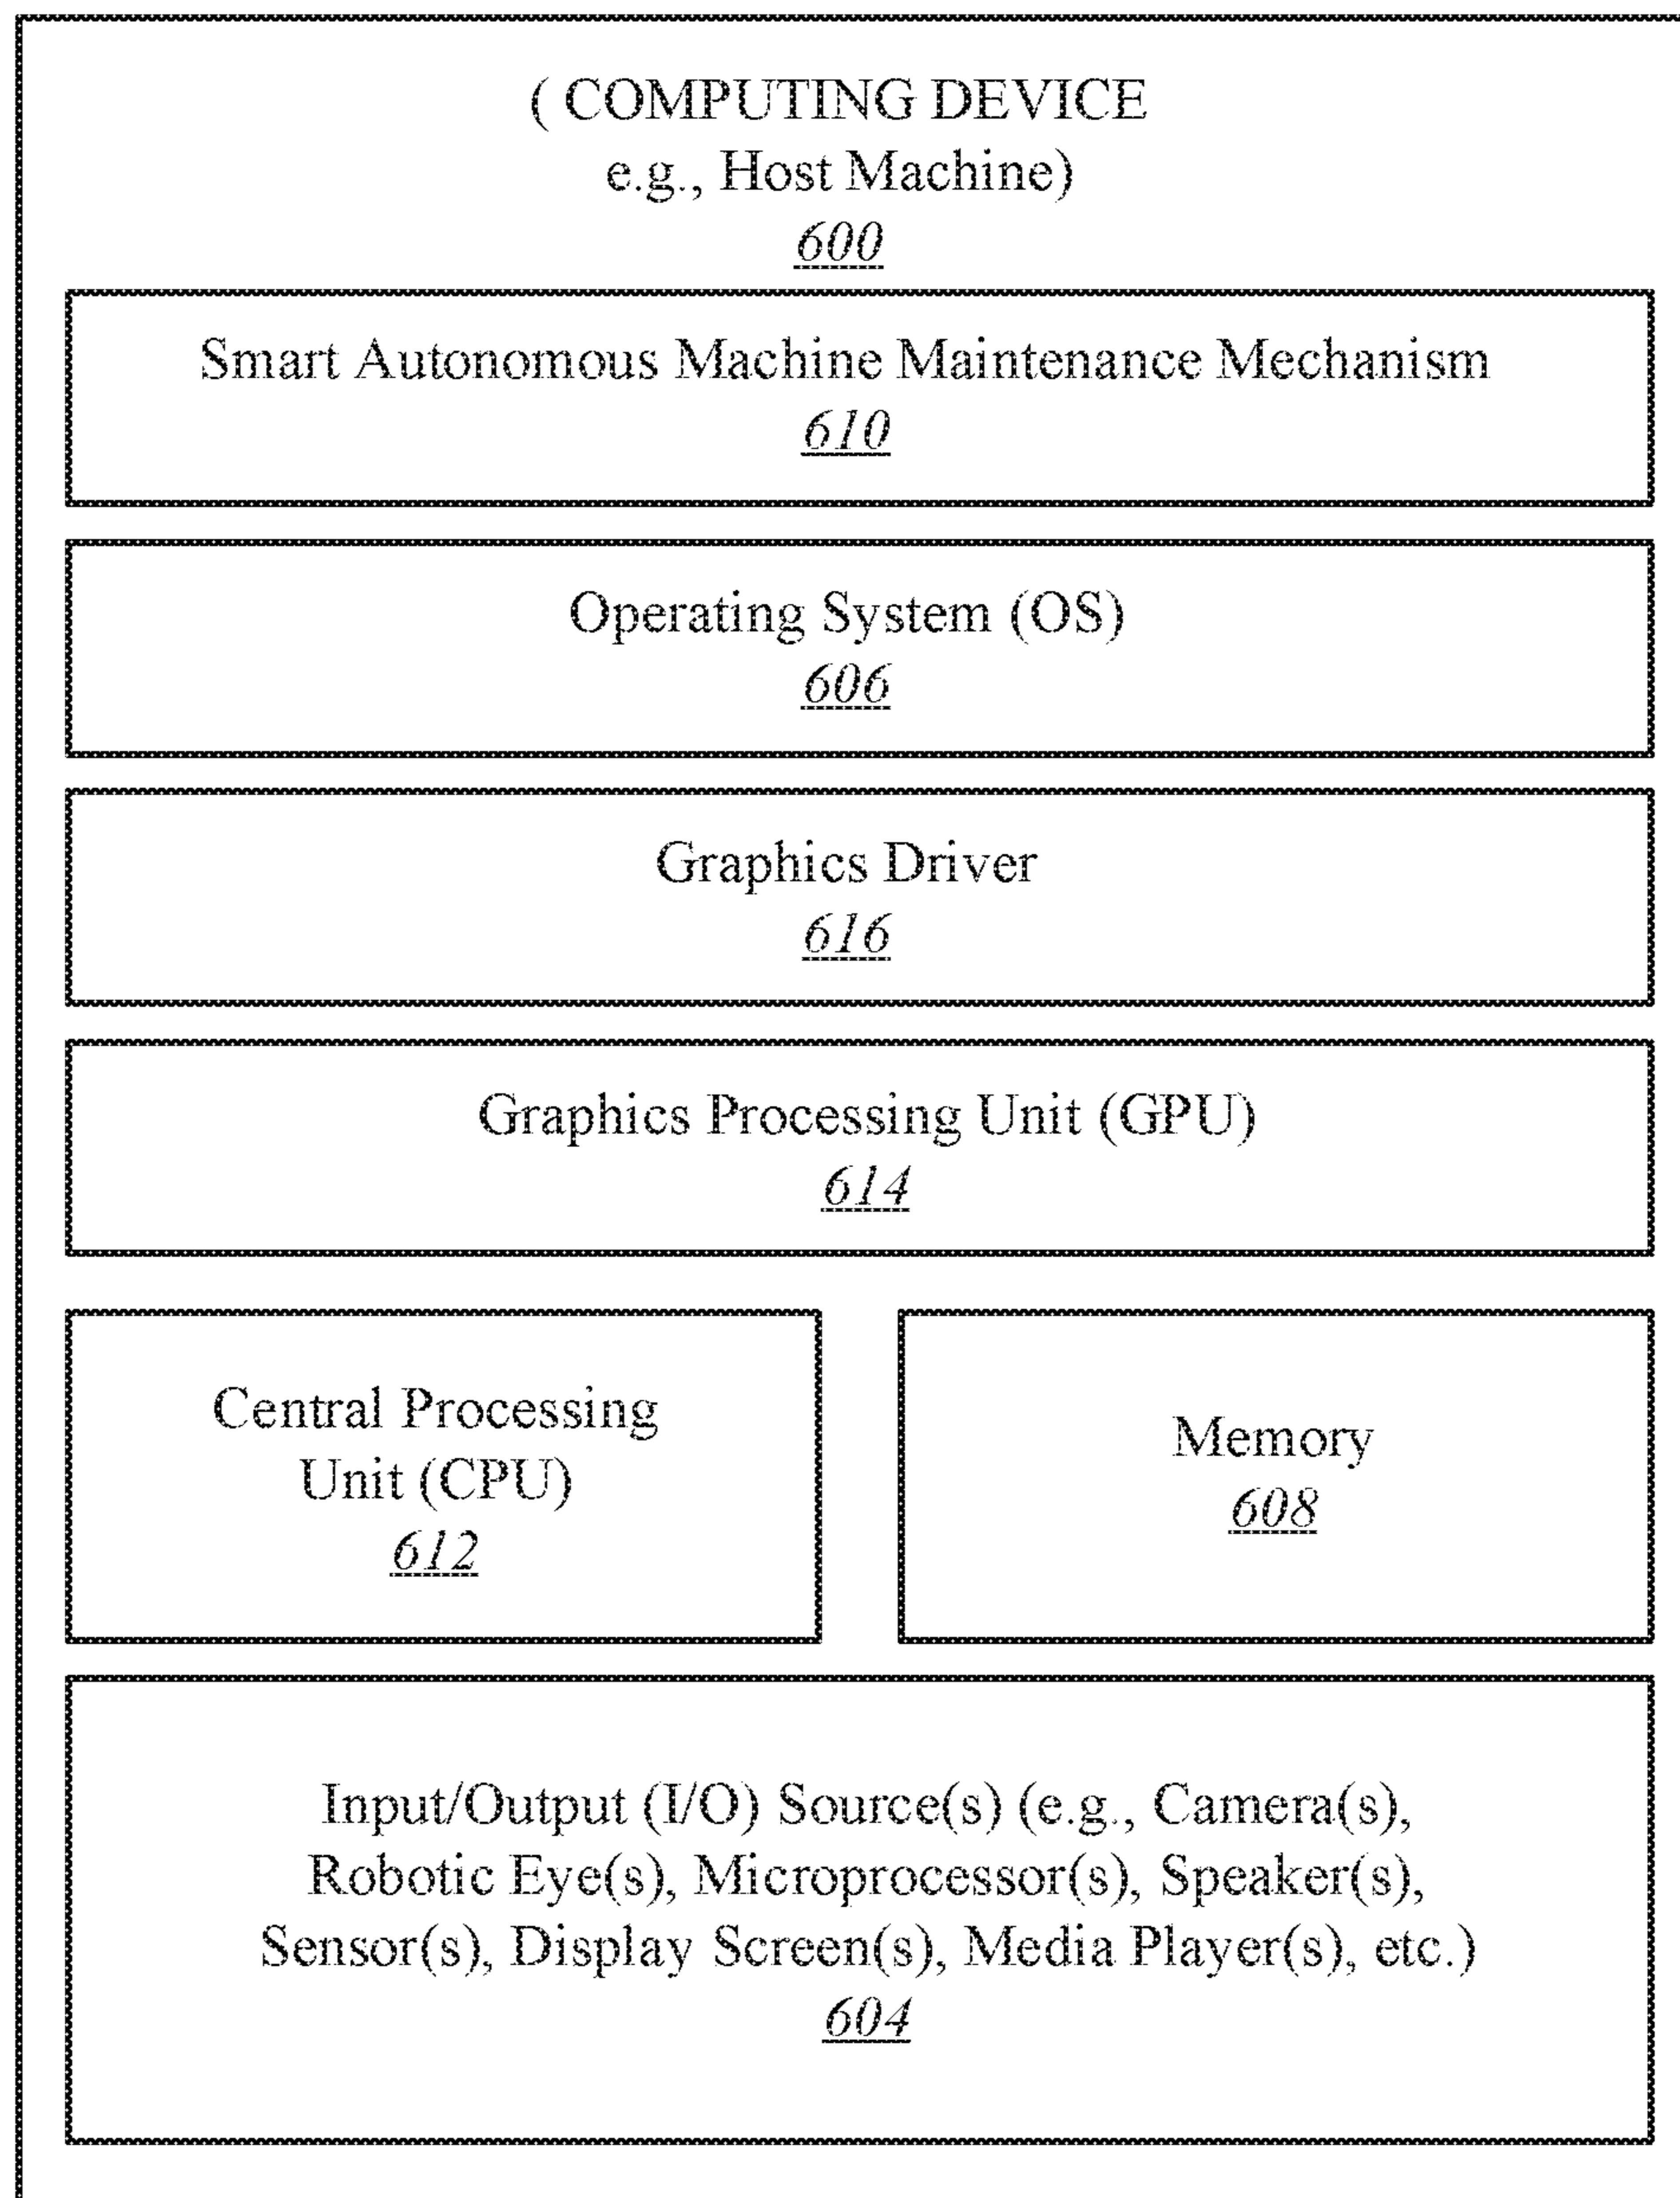 ( COMPUTING DEVICE
e.g., Host Machine)
600
Smart Autonomous Machine Maintenance Mechanism
610
Operating System (OS)
606
Graphics Driver
616
Graphics Processing Unit (GPU)
614
Central Processing
Unit (CPU)
612
Memory
608
Input/Output (I/O) Source(s) (e.g., Camera(s),
Robotic Eye(s), Microprocessor(s), Speaker(s),
Sensor(s), Display Screen(s), Media Player(s), etc.)
604